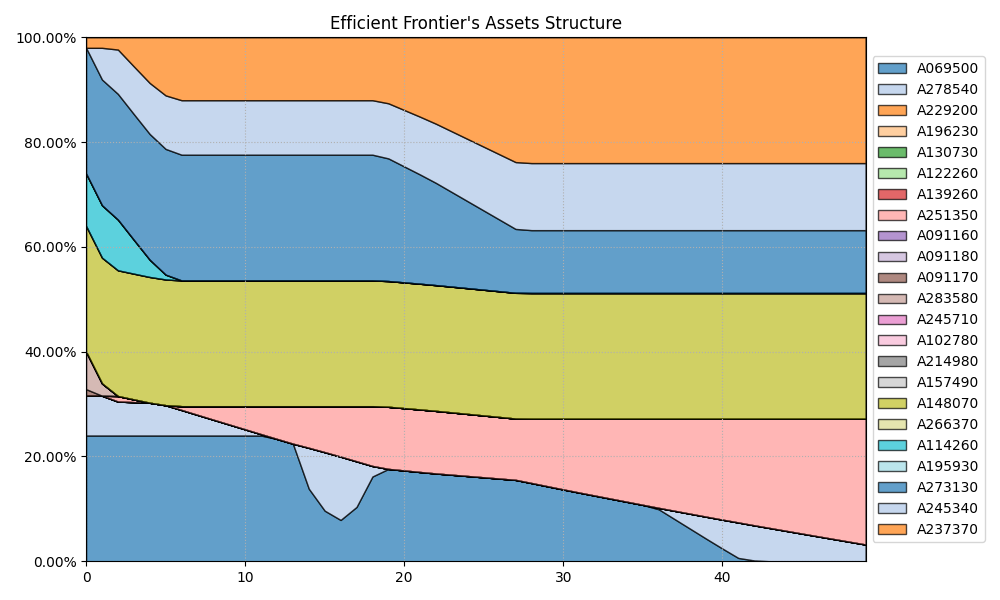 Efficient Frontier's Assets Structure
100.00%
80.00%
60.00%
40.00%
20.00%
0.00%
0
10
20
30
40
A069500
A278540
A229200
A196230
A130730
A122260
A139260
A251350
A091160
A091180
A091170
A283580
A245710
A102780
A214980
A157490
A148070
A266370
A114260
A195930
A273130
A245340
A237370